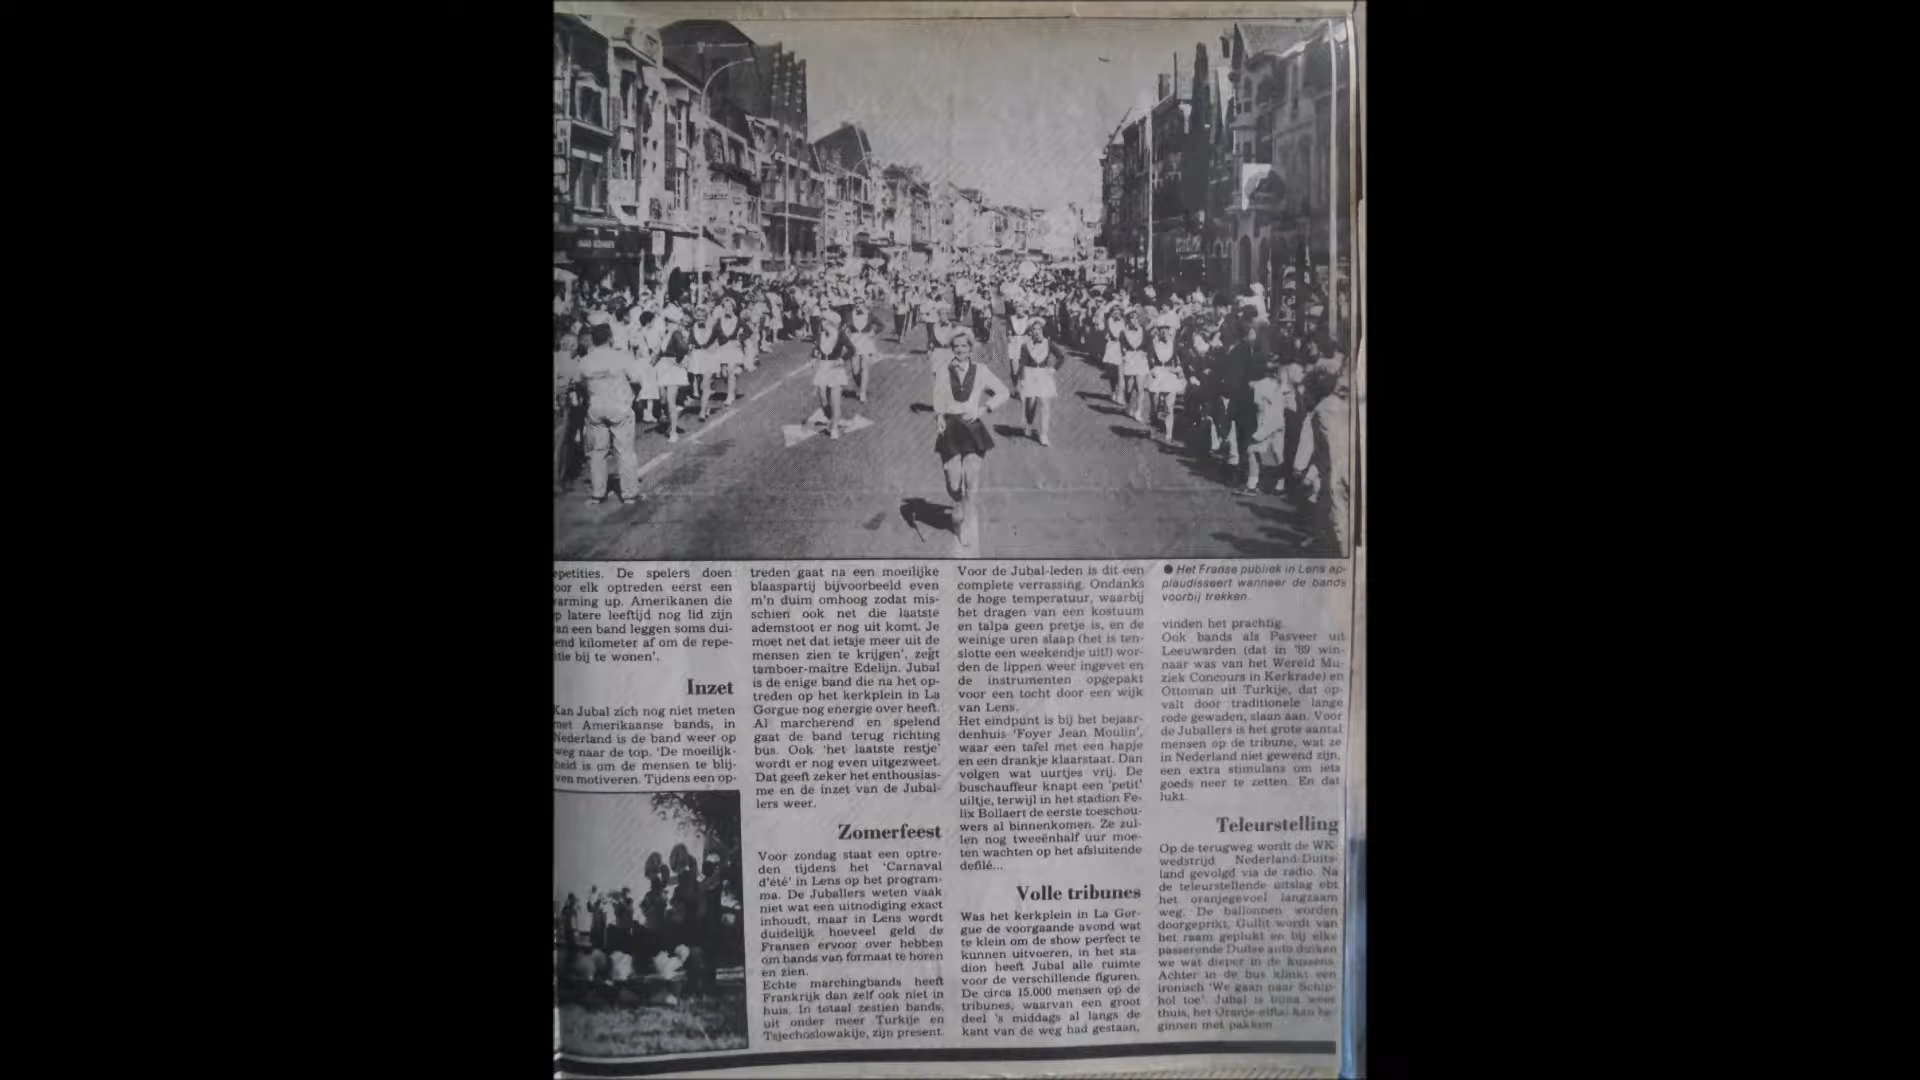 epetities. De spelers doen
oor elk optreden eerst een
arming up. Amerikanen die
p latere leeftijd nog lid zijn
an een band leggen soms dui-
end kilometer af om de repe-
tie bij te wonen'.
Inzet
Kan Jubal zich nog niet meten
met Amerikaanse bands, in
Nederland is de band weer op
weg naar de top. 'De moeilijk-
heid is om de mensen te blij-
ven motiveren. Tijdens een op-
treden gaat na een moeilijke
blaaspartij bijvoorbeeld even
m'n duim omhoog zodat mis-
schien ook net die laatste
ademstoot er nog uit komt. Je
moet net dat ietsje meer uit de
mensen zien te krijgen', zegt
tamboer-maître Edelijn. Jubal
is de enige band die na het op-
treden op het kerkplein in La
Gorgue nog energie over heeft.
Al marcherend en spelend
gaat de band terug richting
bus. Ook 'het laatste restje'
wordt er nog even uitgezweet.
Dat geeft zeker het enthousias-
me en de inzet van de Jubal-
lers weer.
Zomerfeest
Voor zondag staat een optre-
den tijdens het 'Carnaval
d'été' in Lens op het program-
ma. De Juballers weten vaak
niet wat een uitnodiging exact
inhoudt, maar in Lens wordt
duidelijk hoeveel geld de
Fransen ervoor over hebben
om bands van formaat te horen
en zien.
Echte marchingbands heeft
Frankrijk dan zelf ook niet in
huis. In totaal zestien bands,
uit onder meer Turkije en
Tsjechoslowakije, zijn present.
Voor de Jubal-leden is dit een
complete verrassing. Ondanks
de hoge temperatuur, waarbij
het dragen van een kostuum
en talpa geen pretje is, en de
weinige uren slaap (het is ten-
slotte een weekendje uit!) wor-
den de lippen weer ingevet en
de instrumenten opgepakt
voor een tocht door een wijk
van Lens.
Het eindpunt is bij het bejaar-
denhuis 'Foyer Jean Moulin',
waar een tafel met een hapje
en een drankje klaarstaat. Dan
volgen wat uurtjes vrij. De
buschauffeur knapt een 'petit'
uiltje, terwijl in het stadion Fe-
lix Bollaert de eerste toeschou-
wers al binnenkomen. Ze zul-
len nog tweeënhalf uur moe-
ten wachten op het afsluitende
defilé...
Volle tribunes
Was het kerkplein in La Gor-
gue de voorgaande avond wat
te klein om de show perfect te
kunnen uitvoeren, in het sta-
dion heeft Jubal alle ruimte
voor de verschillende figuren.
De circa 15.000 mensen op de
tribunes, waarvan een groot
deel 's middags al langs de
kant van de weg had gestaan,
● Het Franse publiek in Lens ap-
plaudisseert wanneer de bands
voorbij trekken.
vinden het prachtig.
Ook bands als Pasveer uit
Leeuwarden (dat in '89 win-
naar was van het Wereld Mu-
ziek Concours in Kerkrade) en
Ottoman uit Turkije, dat op-
valt door traditionele lange
rode gewaden, slaan aan. Voor
de Juballers is het grote aantal
mensen op de tribune, wat ze
in Nederland niet gewend zijn,
een extra stimulans om iets
goeds neer te zetten. En dat
lukt.
Teleurstelling
Op de terugweg wordt de WK-
wedstrijd Nederland-Duits-
land gevolgd via de radio. Na
de teleurstellende uitslag ebt
het oranjegevoel langzaam
weg. De ballonnen worden
doorgeprikt, Gullit wordt van
het raam geplukt en bij elke
passerende Duitse auto duiken
we wat dieper in de kussens.
Achter in de bus klinkt een
ironisch 'We gaan naar Schip-
hol toe'. Jubal is bijna weer
thuis, het Oranje-elftal kan be-
ginnen met pakken.